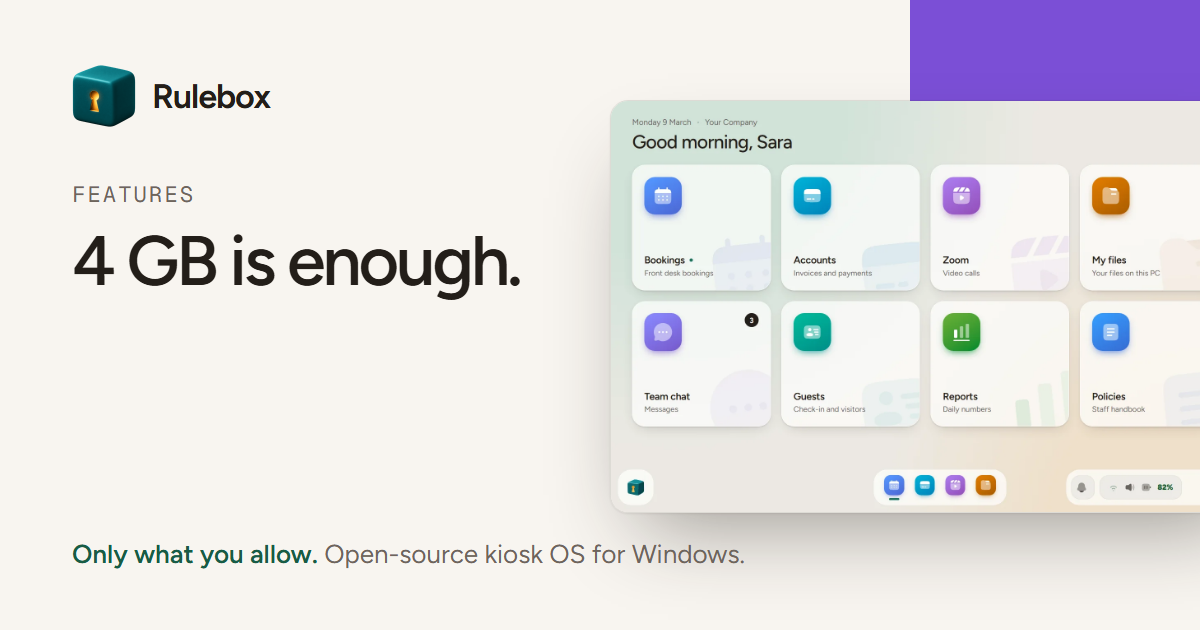 Rulebox
FEATURES
4 GB is enough.
Monday 9 March · Your Company
Good morning, Sara
Bookings
Front desk bookings
Accounts
Invoices and payments
Zoom
Video calls
My files
Your files on this PC
3
Team chat
Messages
Guests
Check-in and visitors
Reports
Daily numbers
Policies
Staff handbook
82%
Only what you allow. Open-source kiosk OS for Windows.